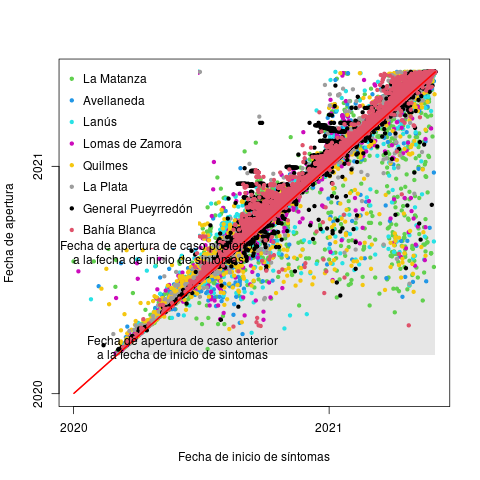 La Matanza
Avellaneda
Lanús
Lomas de Zamora
Quilmes
La Plata
General Pueyrredón
Bahía Blanca
Fecha de apertura de caso posterior
a la fecha de inicio de sintomas
Fecha de apertura de caso anterior
a la fecha de inicio de sintomas
Fecha de apertura
2021
2020
2020
2021
Fecha de inicio de síntomas